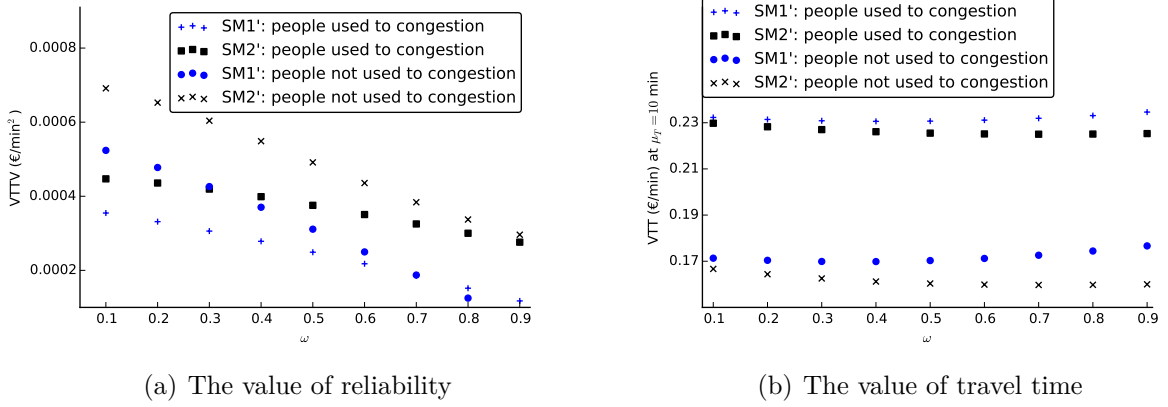 SM1': people used to congestion
SM2': people used to congestion
SM1': people not used to congestion
SM2': people not used to congestion
VTTV (€/min²)
0.0008
0.0006
0.0004
0.0002
0.1 0.2 0.3 0.4 0.5 0.6 0.7 0.8 0.9
ω
(a) The value of reliability
SM1': people used to congestion
SM2': people used to congestion
SM1': people not used to congestion
SM2': people not used to congestion
VTT (€/min) at μ_T = 10 min
0.23
0.21
0.19
0.17
0.1 0.2 0.3 0.4 0.5 0.6 0.7 0.8 0.9
ω
(b) The value of travel time